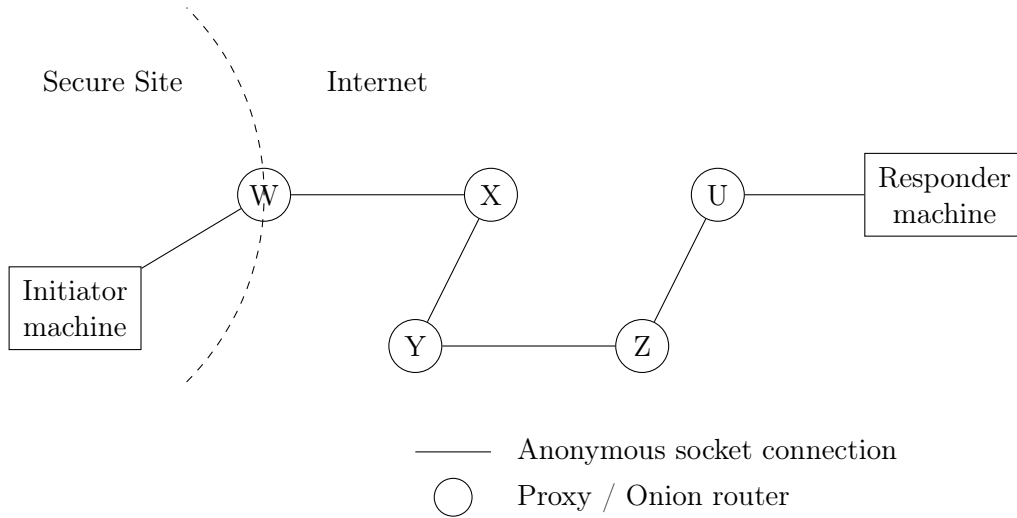 Secure Site
Internet
W
X
U
Responder
machine
Initiator
machine
Y
Z
Anonymous socket connection
Proxy / Onion router